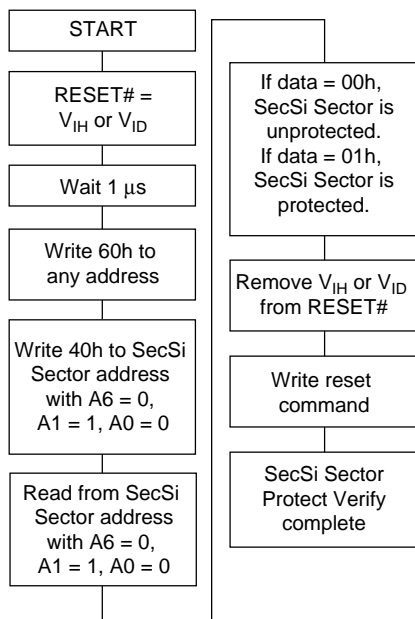 START
RESET# =
V_IH or V_ID
Wait 1 μs
Write 60h to
any address
Write 40h to SecSi
Sector address
with A6 = 0,
A1 = 1, A0 = 0
Read from SecSi
Sector address
with A6 = 0,
A1 = 1, A0 = 0
If data = 00h,
SecSi Sector is
unprotected.
If data = 01h,
SecSi Sector is
protected.
Remove V_IH or V_ID
from RESET#
Write reset
command
SecSi Sector
Protect Verify
complete